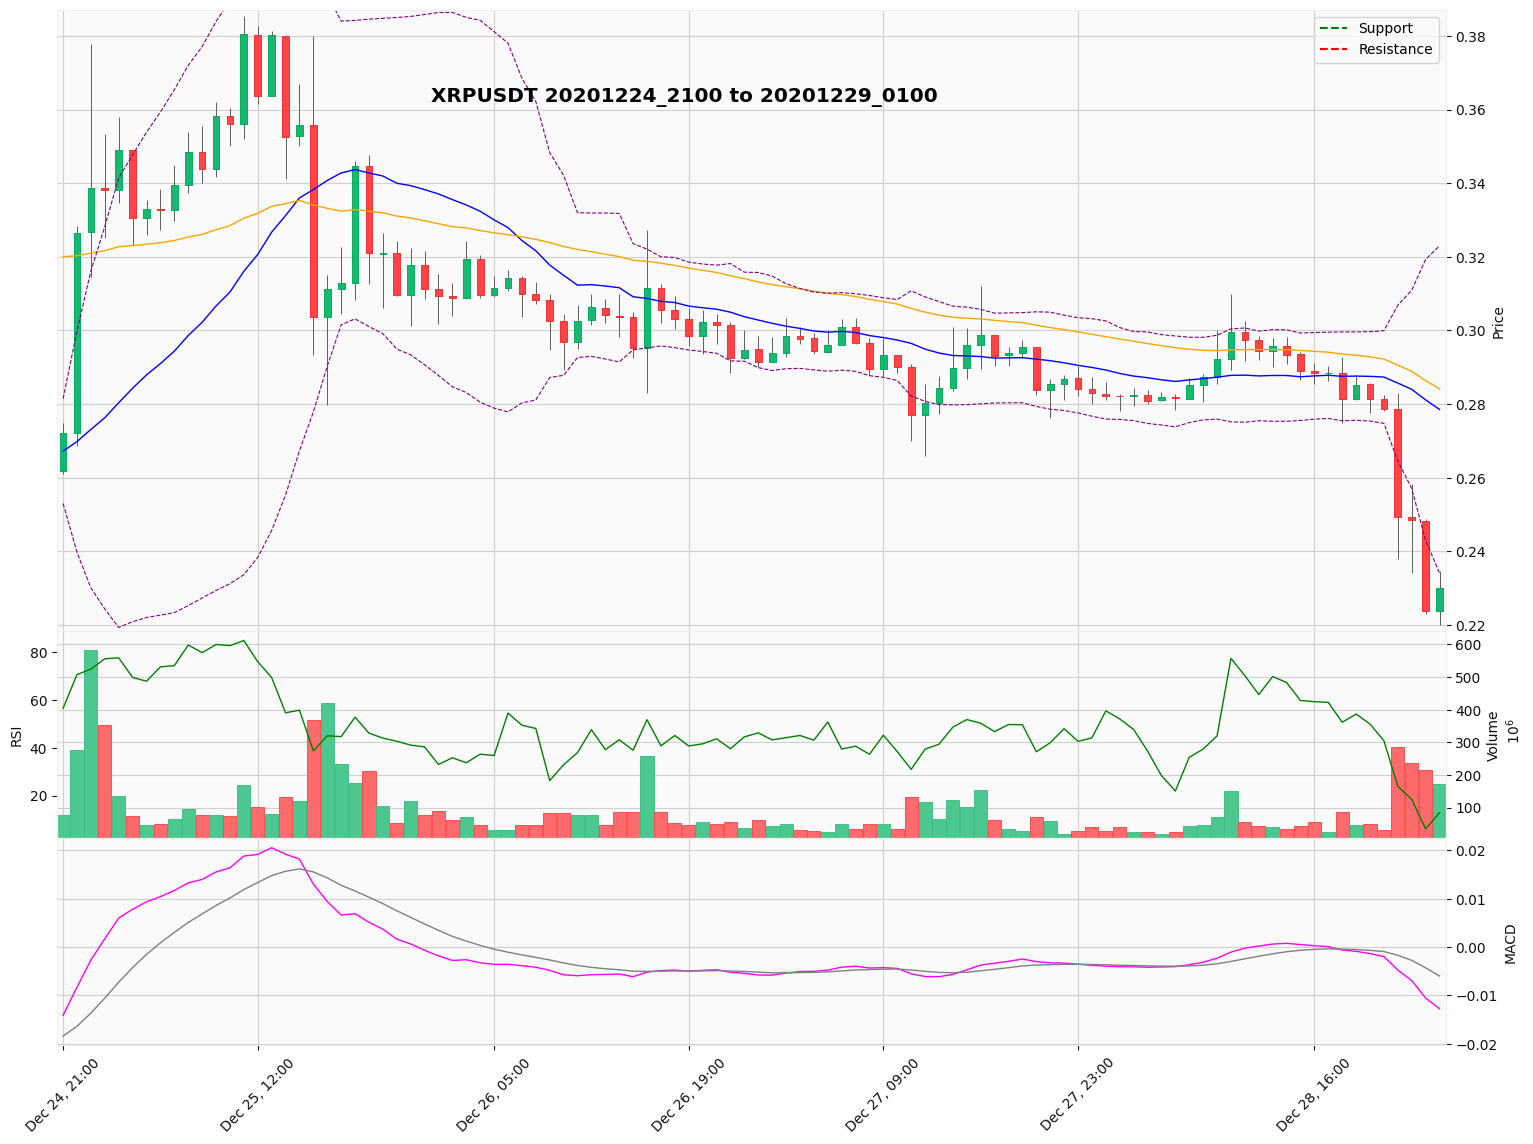 XRPUSDT 20201224_2100 to 20201229_0100
Support
Resistance
0.38
0.36
0.34
0.32
0.30
0.28
0.26
0.24
0.22
Price
80
60
40
20
RSI
600
500
400
300
200
100
Volume
10^6
0.02
0.01
0.00
−0.01
−0.02
MACD
Dec 24, 21:00
Dec 25, 12:00
Dec 26, 05:00
Dec 26, 19:00
Dec 27, 09:00
Dec 27, 23:00
Dec 28, 16:00